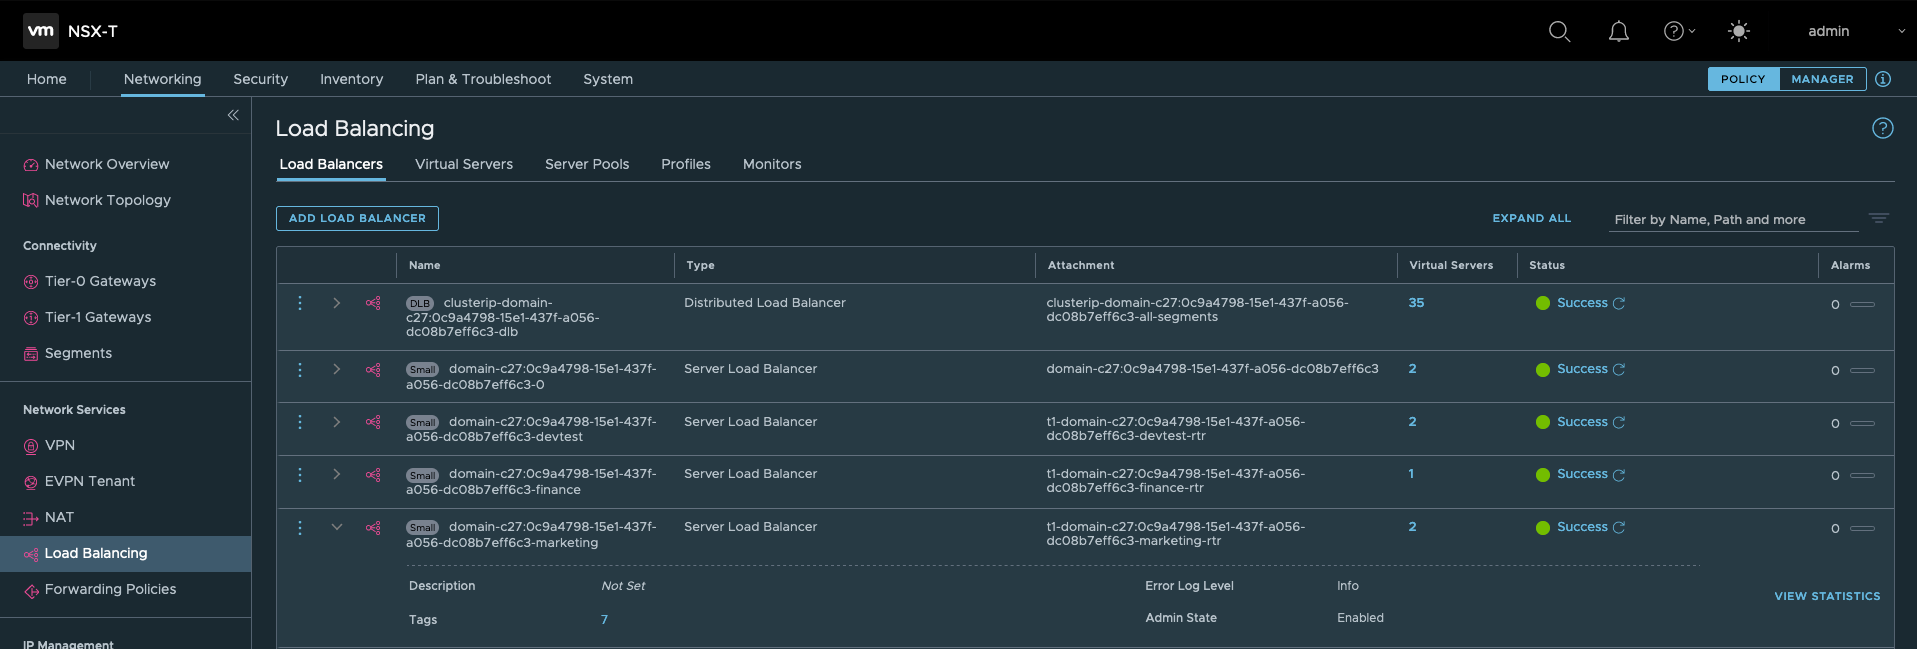 vm NSX-T
admin
Home Networking Security Inventory Plan & Troubleshoot System
POLICY MANAGER
Load Balancing
Load Balancers Virtual Servers Server Pools Profiles Monitors
Network Overview
Network Topology
Connectivity
Tier-0 Gateways
Tier-1 Gateways
Segments
Network Services
VPN
EVPN Tenant
NAT
Load Balancing
Forwarding Policies
IP Management
ADD LOAD BALANCER
EXPAND ALL Filter by Name, Path and more
Name Type Attachment Virtual Servers Status Alarms
DLB clusterip-domain-
c27:0c9a4798-15e1-437f-a056-
dc08b7eff6c3-dlb
Distributed Load Balancer
clusterip-domain-c27:0c9a4798-15e1-437f-a056-
dc08b7eff6c3-all-segments
35 Success 0
Small domain-c27:0c9a4798-15e1-437f-
a056-dc08b7eff6c3-0
Server Load Balancer
domain-c27:0c9a4798-15e1-437f-a056-dc08b7eff6c3
2 Success 0
Small domain-c27:0c9a4798-15e1-437f-
a056-dc08b7eff6c3-devtest
Server Load Balancer
t1-domain-c27:0c9a4798-15e1-437f-a056-
dc08b7eff6c3-devtest-rtr
2 Success 0
Small domain-c27:0c9a4798-15e1-437f-
a056-dc08b7eff6c3-finance
Server Load Balancer
t1-domain-c27:0c9a4798-15e1-437f-a056-
dc08b7eff6c3-finance-rtr
1 Success 0
Small domain-c27:0c9a4798-15e1-437f-
a056-dc08b7eff6c3-marketing
Server Load Balancer
t1-domain-c27:0c9a4798-15e1-437f-a056-
dc08b7eff6c3-marketing-rtr
2 Success 0
Description Not Set Error Log Level Info
VIEW STATISTICS
Tags 7 Admin State Enabled